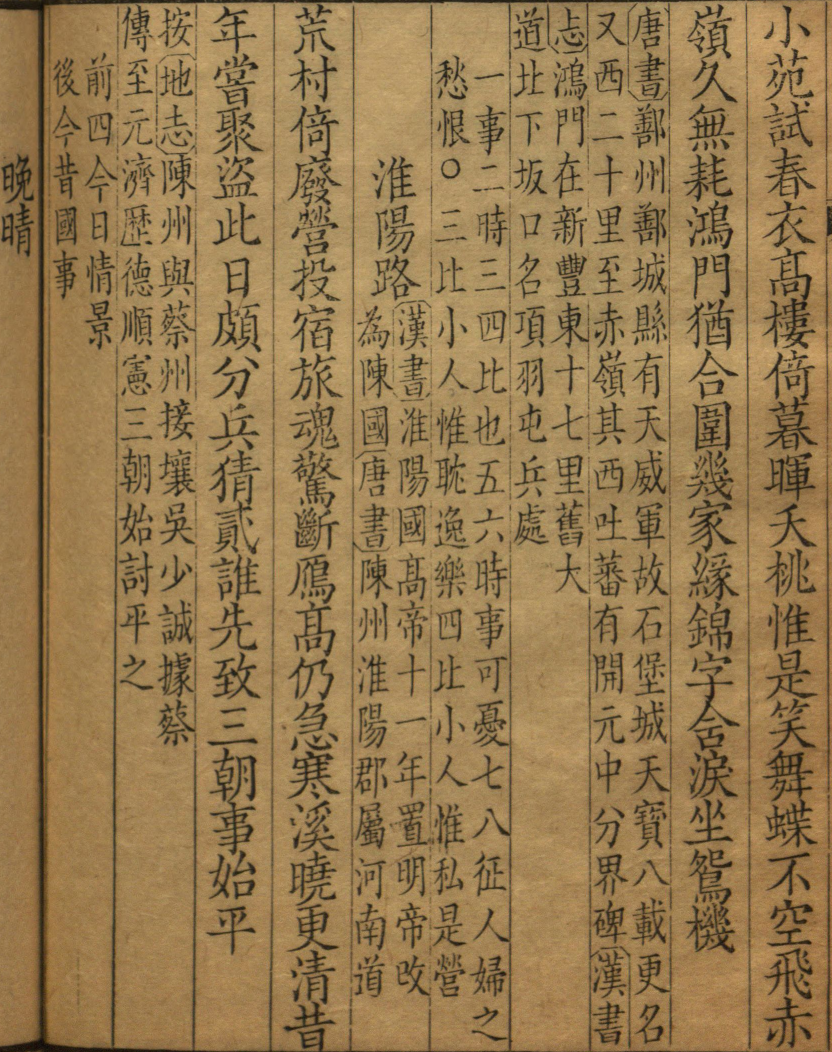 小苑試春衣髙樓倚暮暉夭桃惟是笑舞蝶不空飛赤
嶺久無耗鴻門猶合圍幾家緣錦字含淚坐鴛機
唐書鄯州鄯城縣有天威軍故石堡城天寶八載更名
又西二十里至赤嶺其西吐蕃有開元中分界碑漢書
志鴻門在新豐東十七里舊大
道北下坂口名項羽屯兵處
一事二時三四比也五六時事可憂七八征人婦之
愁恨○三比小人惟耽逸樂四比小人惟私是營
淮陽路
漢書淮陽國髙帝十一年置明帝改
為陳國唐書陳州淮陽郡屬河南道
荒村倚廢營投宿旅魂驚斷鴈髙仍急寒溪曉更清昔
年嘗聚盜此日頗分兵猜貳誰先致三朝事始平
按地志陳州與蔡州接壤吳少誠據蔡
傳至元濟歷德順憲三朝始討平之
前四今日情景
後今昔國事
晚晴